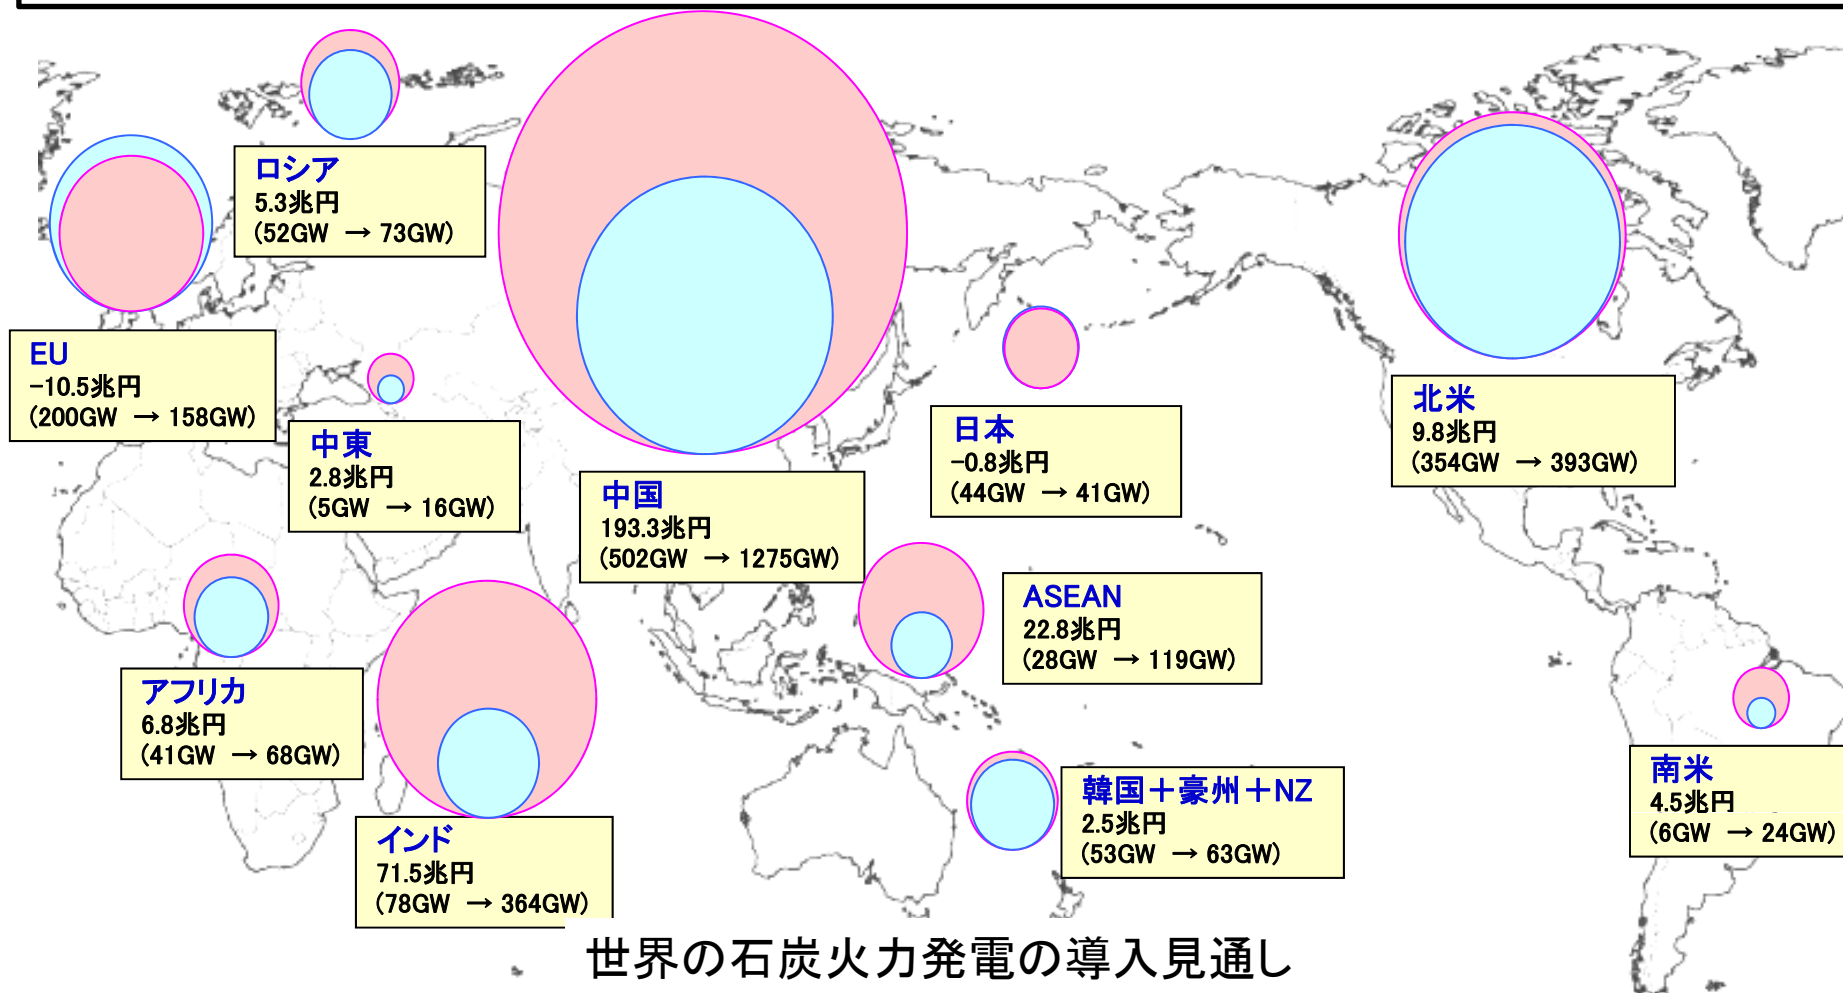 ロシア
5.3兆円
(52GW → 73GW)
EU
-10.5兆円
(200GW → 158GW)
中東
2.8兆円
(5GW → 16GW)
中国
193.3兆円
(502GW → 1275GW)
日本
-0.8兆円
(44GW → 41GW)
北米
9.8兆円
(354GW → 393GW)
ASEAN
22.8兆円
(28GW → 119GW)
アフリカ
6.8兆円
(41GW → 68GW)
インド
71.5兆円
(78GW → 364GW)
韓国＋豪州＋NZ
2.5兆円
(53GW → 63GW)
南米
4.5兆円
(6GW → 24GW)
世界の石炭火力発電の導入見通し